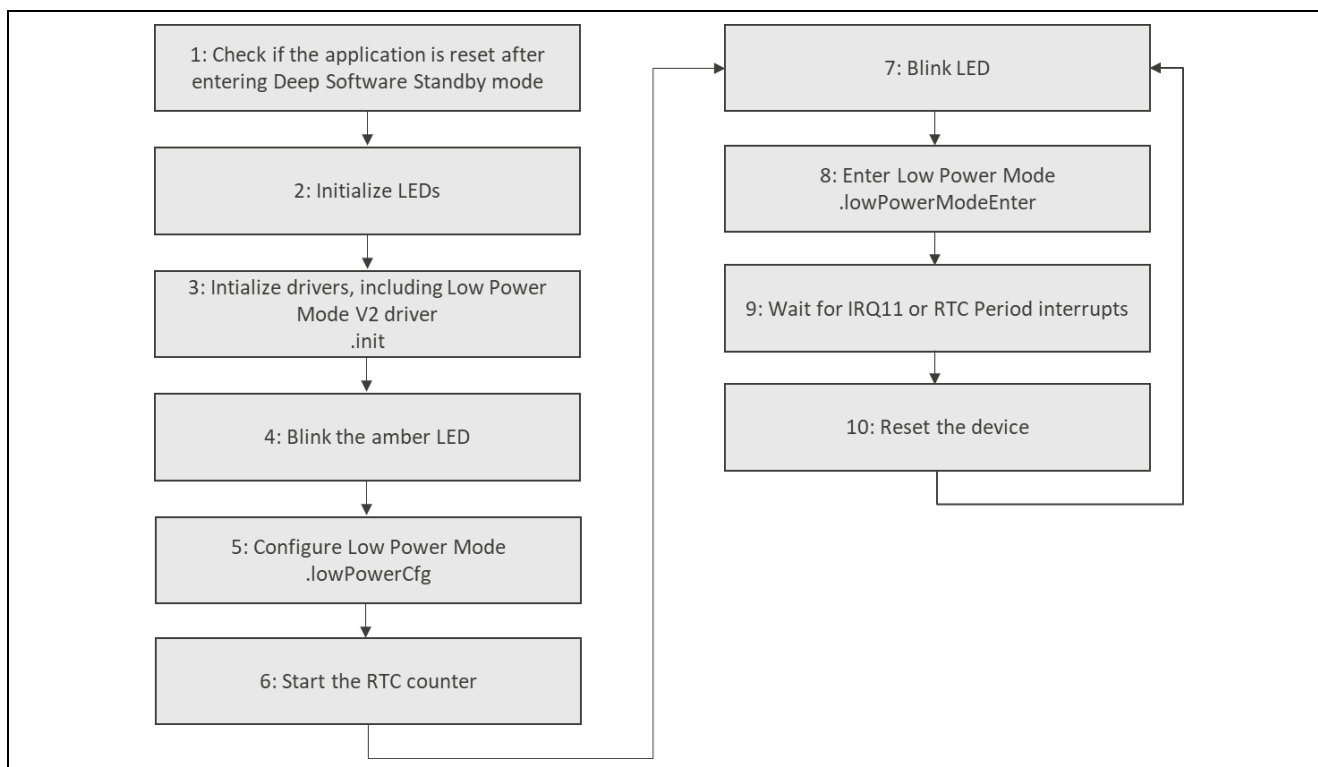 1: Check if the application is reset after
entering Deep Software Standby mode
2: Initialize LEDs
3: Intialize drivers, including Low Power
Mode V2 driver
.init
4: Blink the amber LED
5: Configure Low Power Mode
.lowPowerCfg
6: Start the RTC counter
7: Blink LED
8: Enter Low Power Mode
.lowPowerModeEnter
9: Wait for IRQ11 or RTC Period interrupts
10: Reset the device